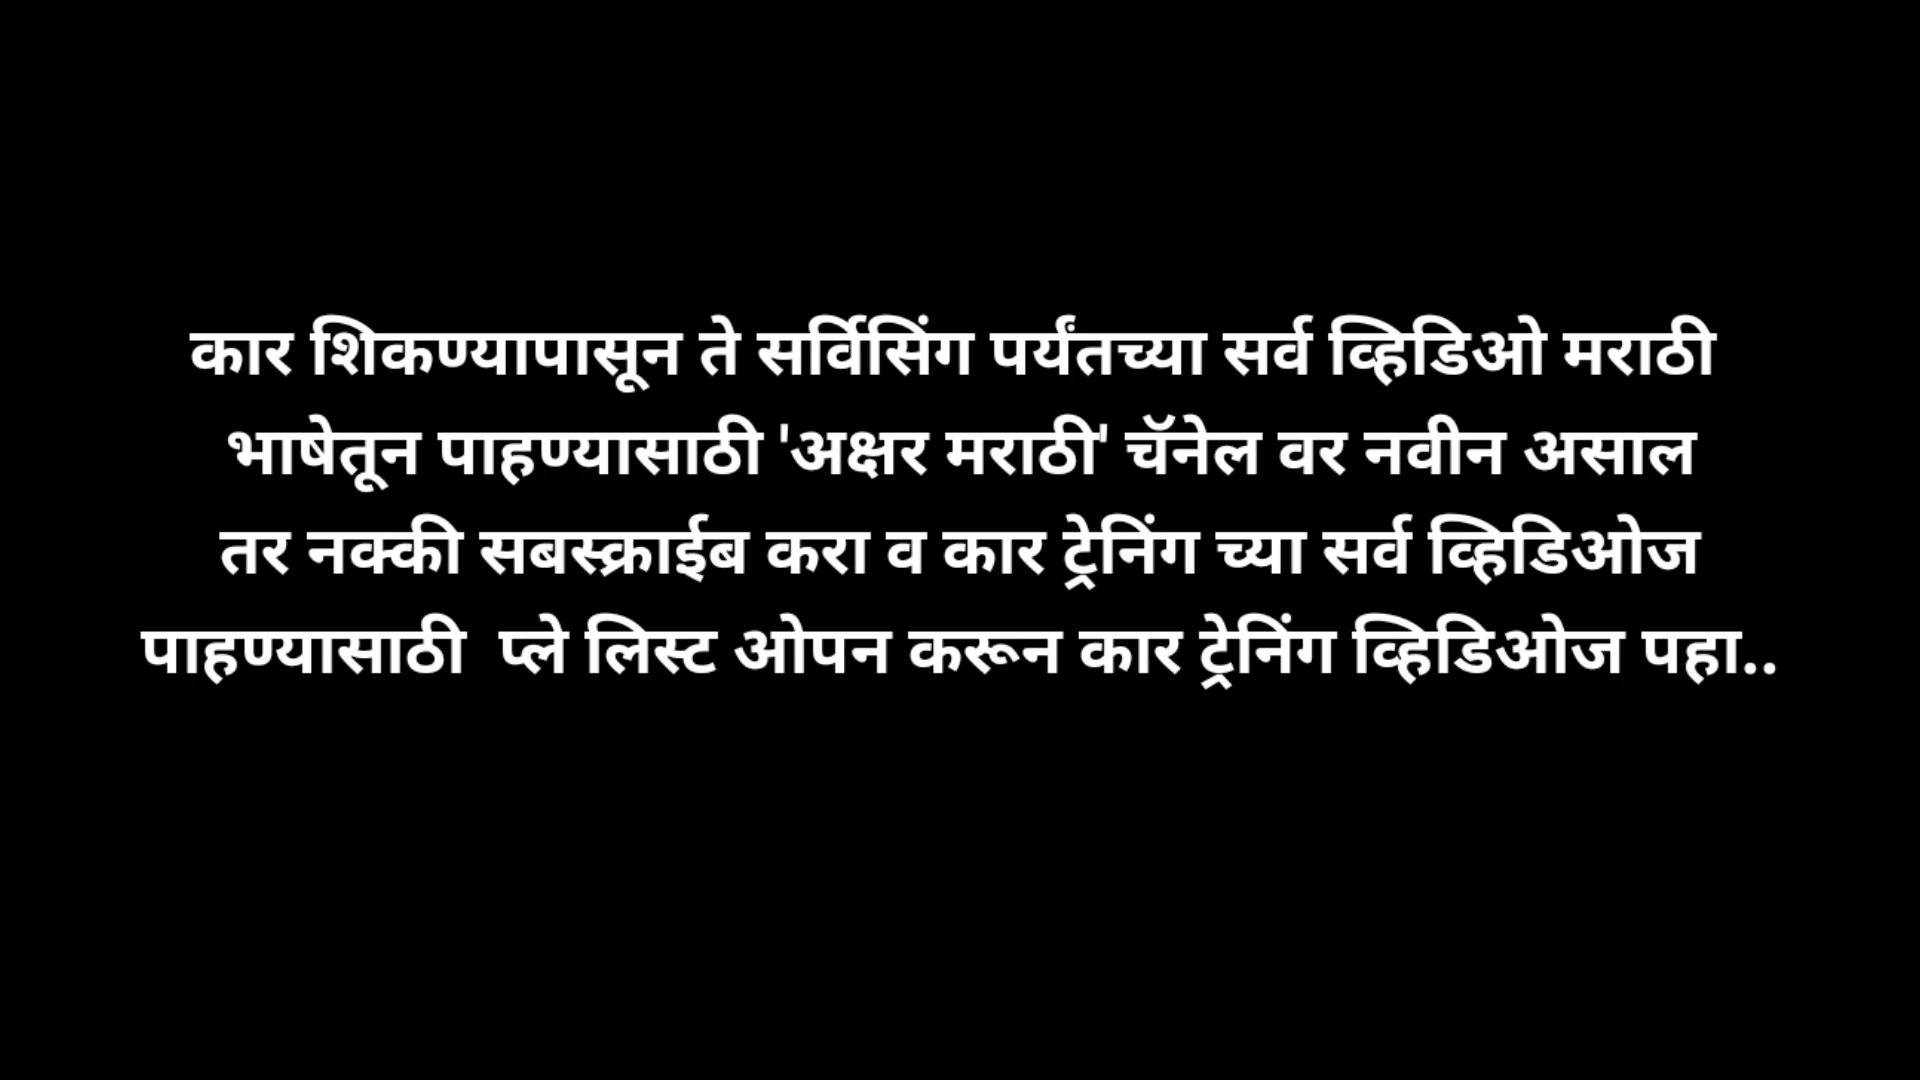 कार शिकण्यापासून ते सर्विसिंग पर्यंतच्या सर्व व्हिडिओ मराठी
भाषेतून पाहण्यासाठी 'अक्षर मराठी' चॅनेल वर नवीन असाल
तर नक्की सबस्क्राईब करा व कार ट्रेनिंग च्या सर्व व्हिडिओज
पाहण्यासाठी  प्ले लिस्ट ओपन करून कार ट्रेनिंग व्हिडिओज पहा..